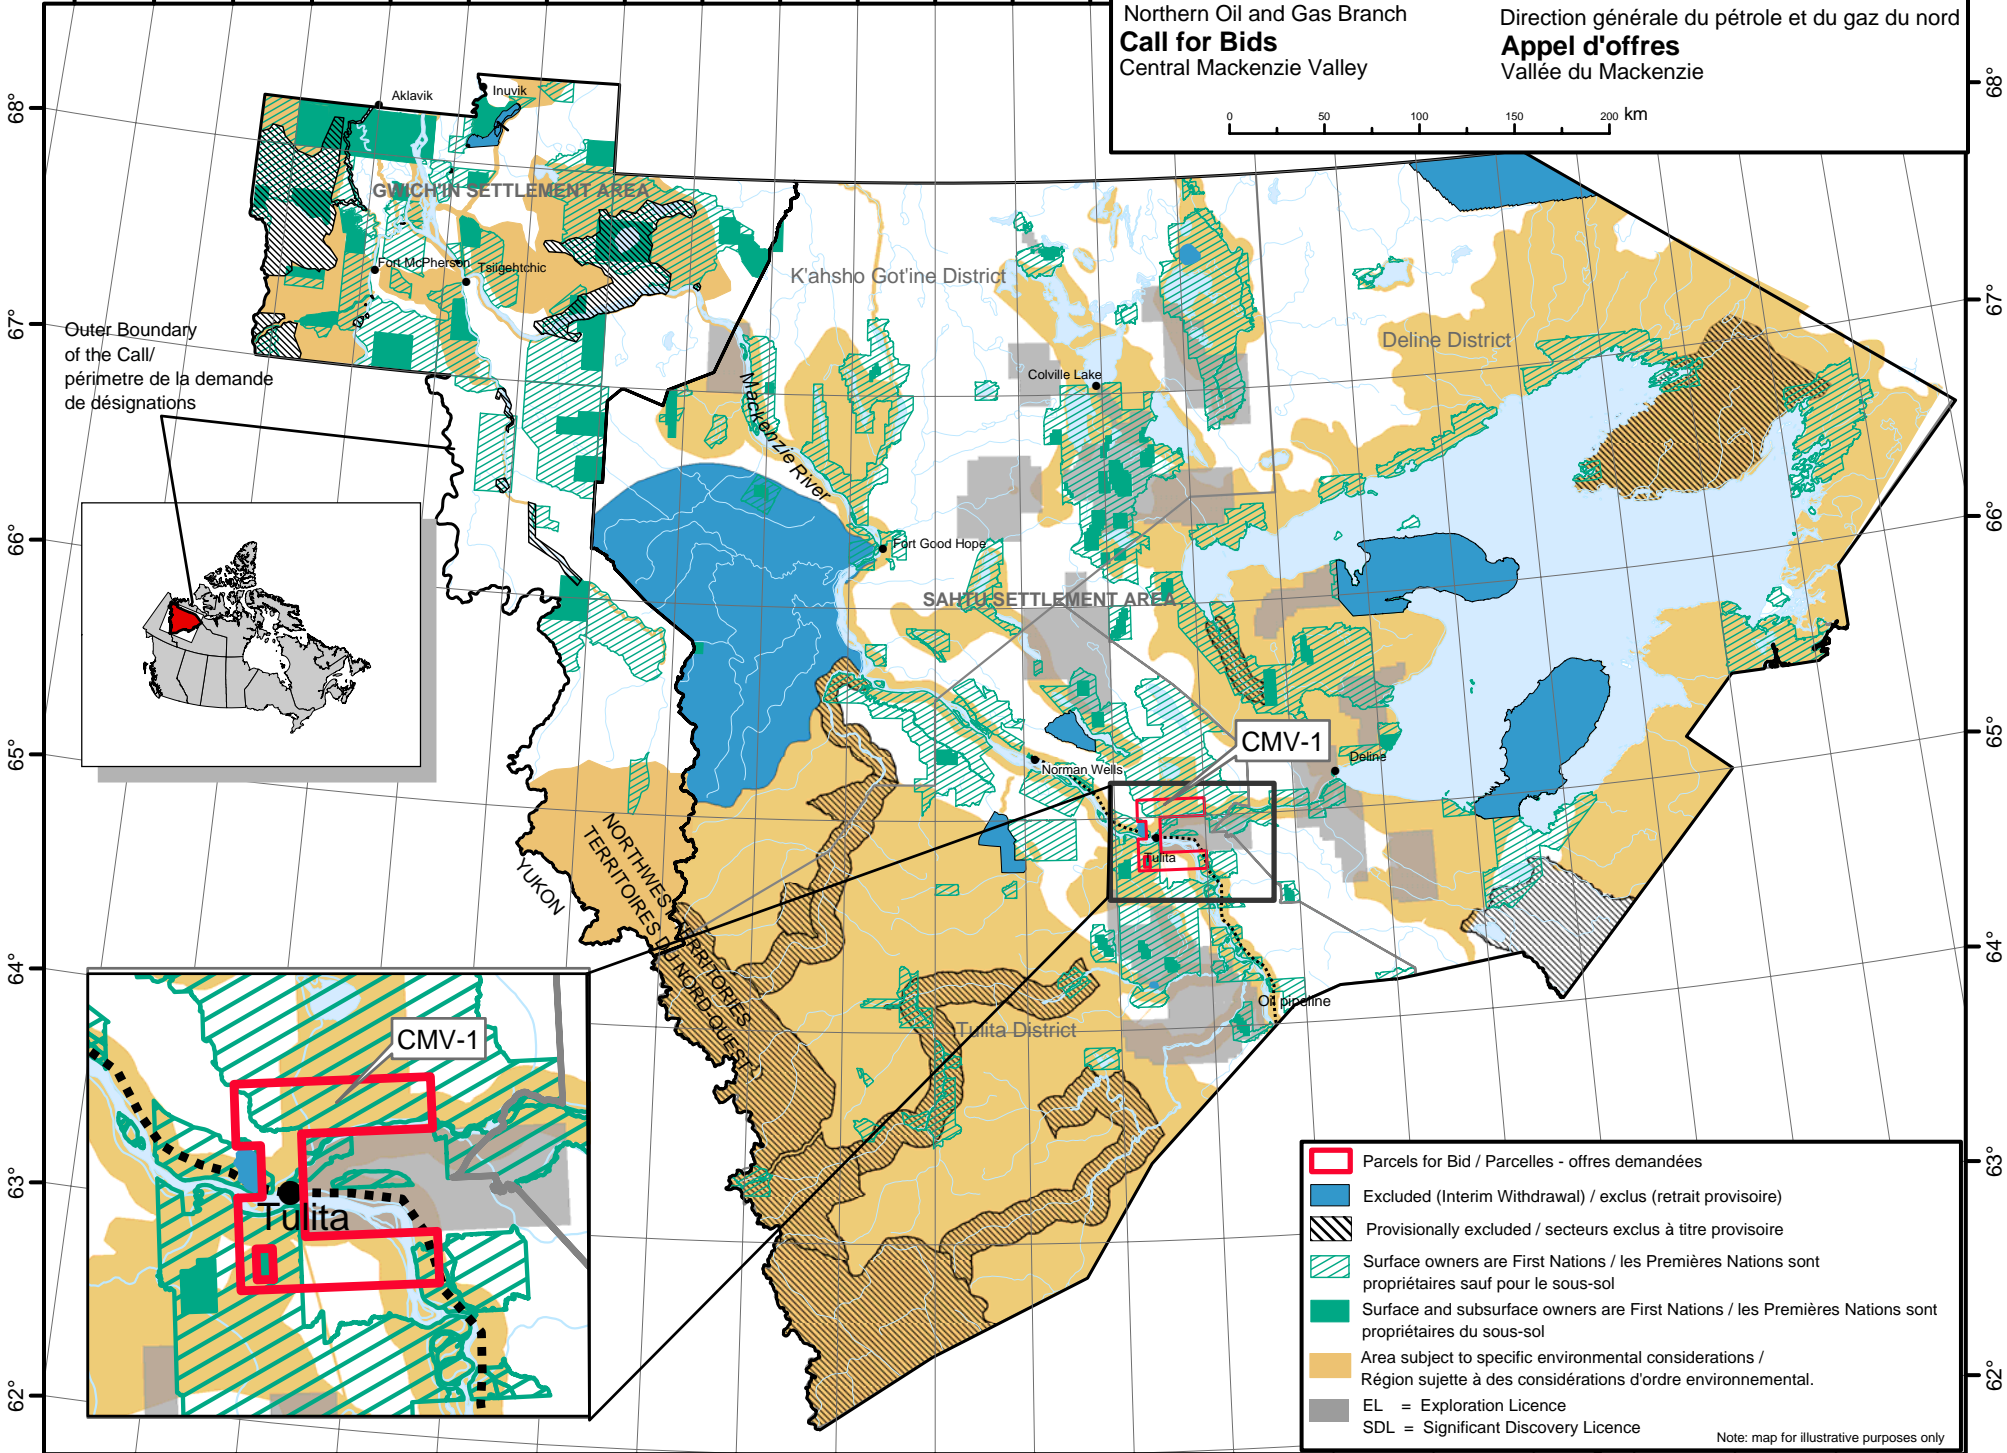 Northern Oil and Gas Branch
Call for Bids
Central Mackenzie Valley
Direction générale du pétrole et du gaz du nord
Appel d'offres
Vallée du Mackenzie
0 50 100 150 200 km
68°
67°
66°
65°
64°
63°
62°
68°
67°
66°
65°
64°
63°
62°
Aklavik
Inuvik
GWICH'IN SETTLEMENT AREA
Fort McPherson
Tsiigehtchic
K'ahsho Got'ine District
Deline District
Outer Boundary
of the Call/
périmetre de la demande
de désignations
Colville Lake
Mackenzie River
Fort Good Hope
SAHTU SETTLEMENT AREA
CMV-1
Norman Wells
Deline
Tulita
YUKON
NORTHWEST TERRITORIES
TERRITOIRES DU NORD-OUEST
Oil pipeline
Tulita District
CMV-1
Tulita
Parcels for Bid / Parcelles - offres demandées
Excluded (Interim Withdrawal) / exclus (retrait provisoire)
Provisionally excluded / secteurs exclus à titre provisoire
Surface owners are First Nations / les Premières Nations sont
propriétaires sauf pour le sous-sol
Surface and subsurface owners are First Nations / les Premières Nations sont
propriétaires du sous-sol
Area subject to specific environmental considerations /
Région sujette à des considérations d'ordre environnemental.
EL = Exploration Licence
SDL = Significant Discovery Licence
Note: map for illustrative purposes only